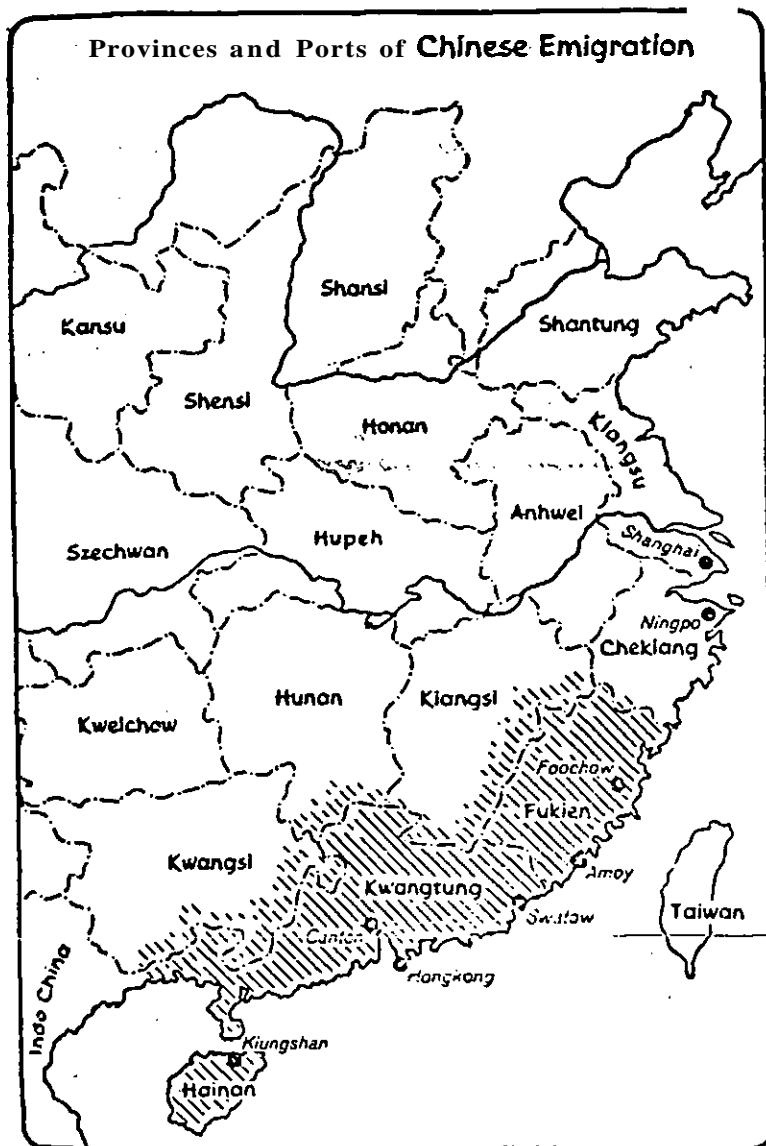 Provinces and Ports of Chinese Emigration
Shansi
Kansu
Shantung
Shensi
Honan
Kiangsu
Anhwei
Hupeh
Szechwan
Shanghai
Ningpo
Chekiang
Hunan
Kiangsi
Kweichow
Foochow
Fukien
Kwangsi
Amoy
Kwangtung
Swatow
Taiwan
Canton
Hongkong
Indo China
Kiungshan
Hainan